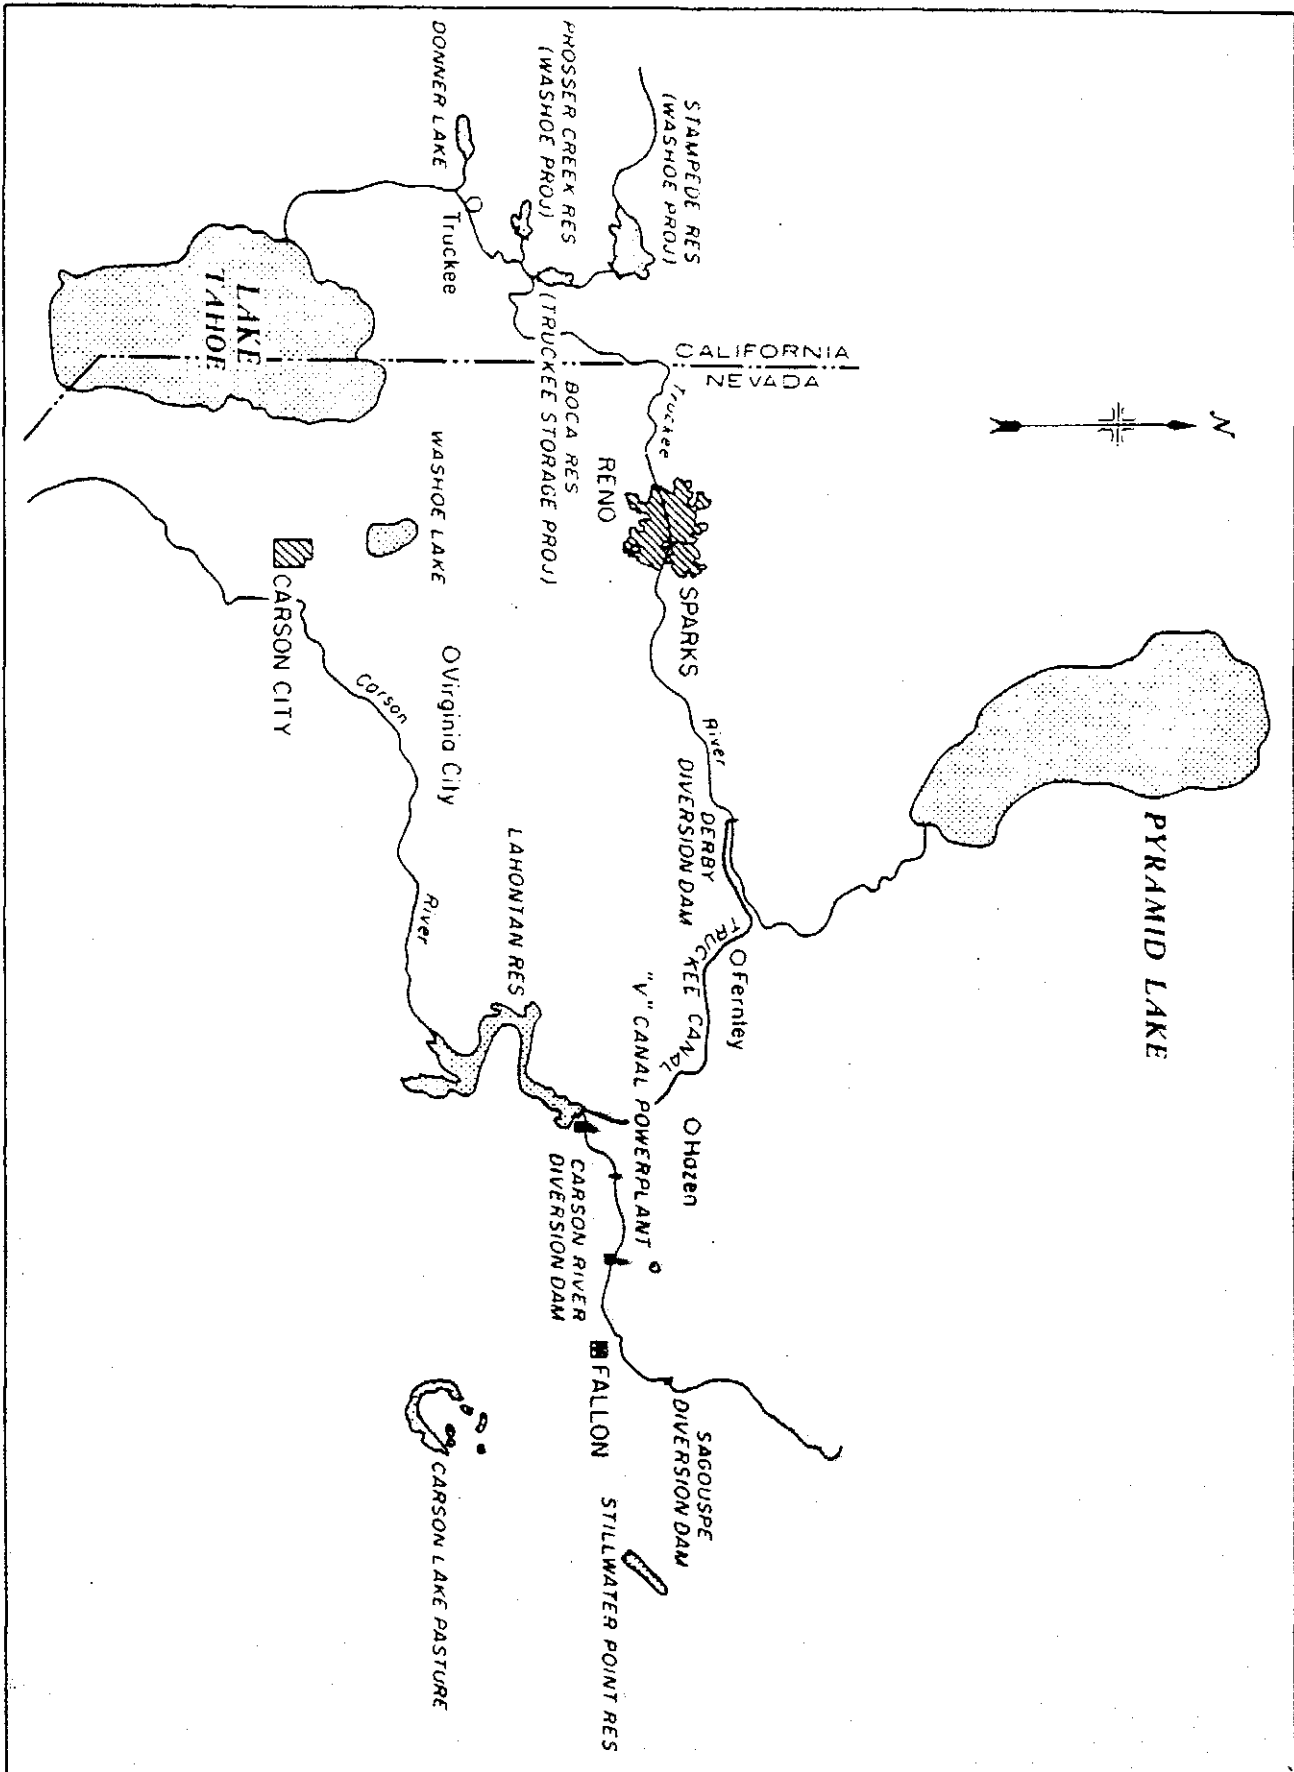 N
PYRAMID LAKE
CALIFORNIA
NEVADA
STAMPEDE RES
(WASHOE PROJ)
PROSSER CREEK RES
(WASHOE PROJ)
DONNER LAKE
Truckee
BOCA RES
(TRUCKEE STORAGE PROJ)
LAKE
TAHOE
Truckee
River
RENO
SPARKS
WASHOE LAKE
CARSON CITY
OVirginia City
Carson
River
DERBY
DIVERSION DAM
TRUCKEE CANAL
OFernley
OHazen
"V" CANAL POWERPLANT
LAHONTAN RES
CARSON RIVER
DIVERSION DAM
FALLON
SAGOUSPE
DIVERSION DAM
STILLWATER POINT RES
CARSON LAKE PASTURE